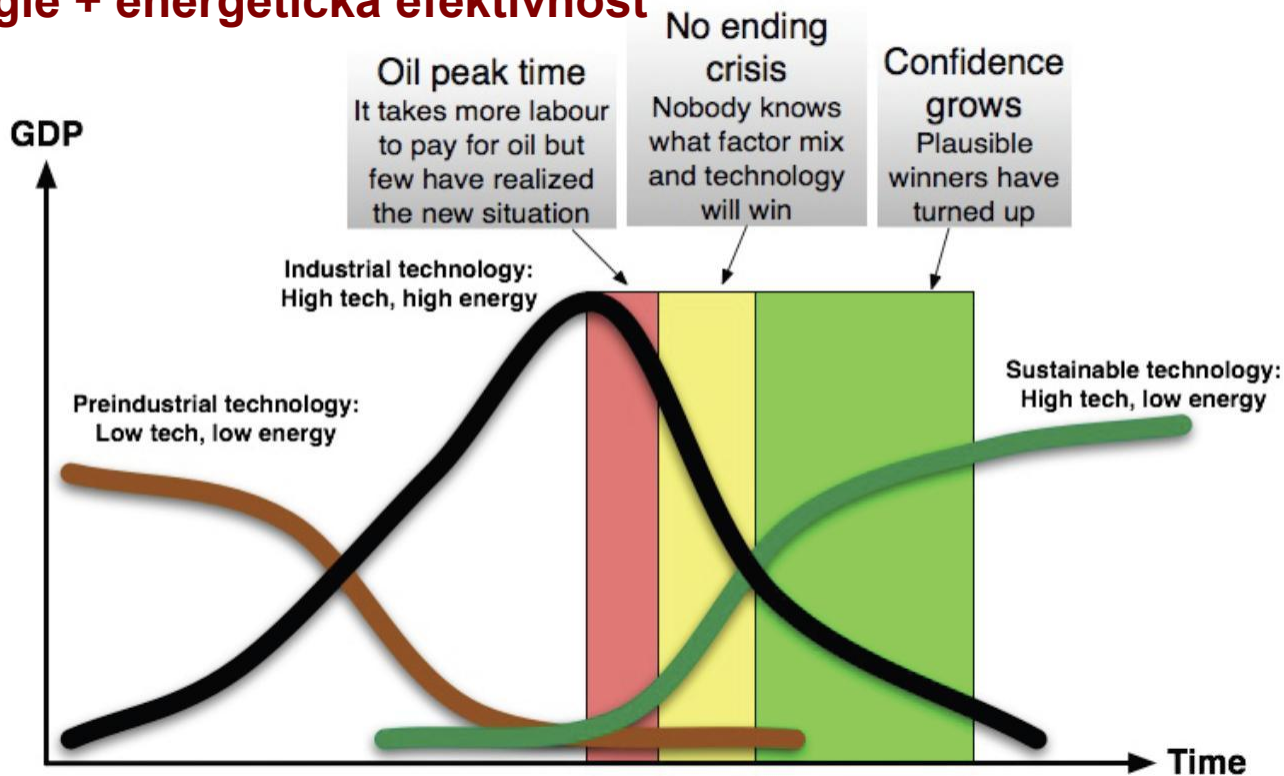 gie + energetická efektivnost
No ending
crisis
Nobody knows
what factor mix
and technology
will win
Oil peak time
It takes more labour
to pay for oil but
few have realized
the new situation
Confidence
grows
Plausible
winners have
turned up
GDP
Industrial technology:
High tech, high energy
Preindustrial technology:
Low tech, low energy
Sustainable technology:
High tech, low energy
Time